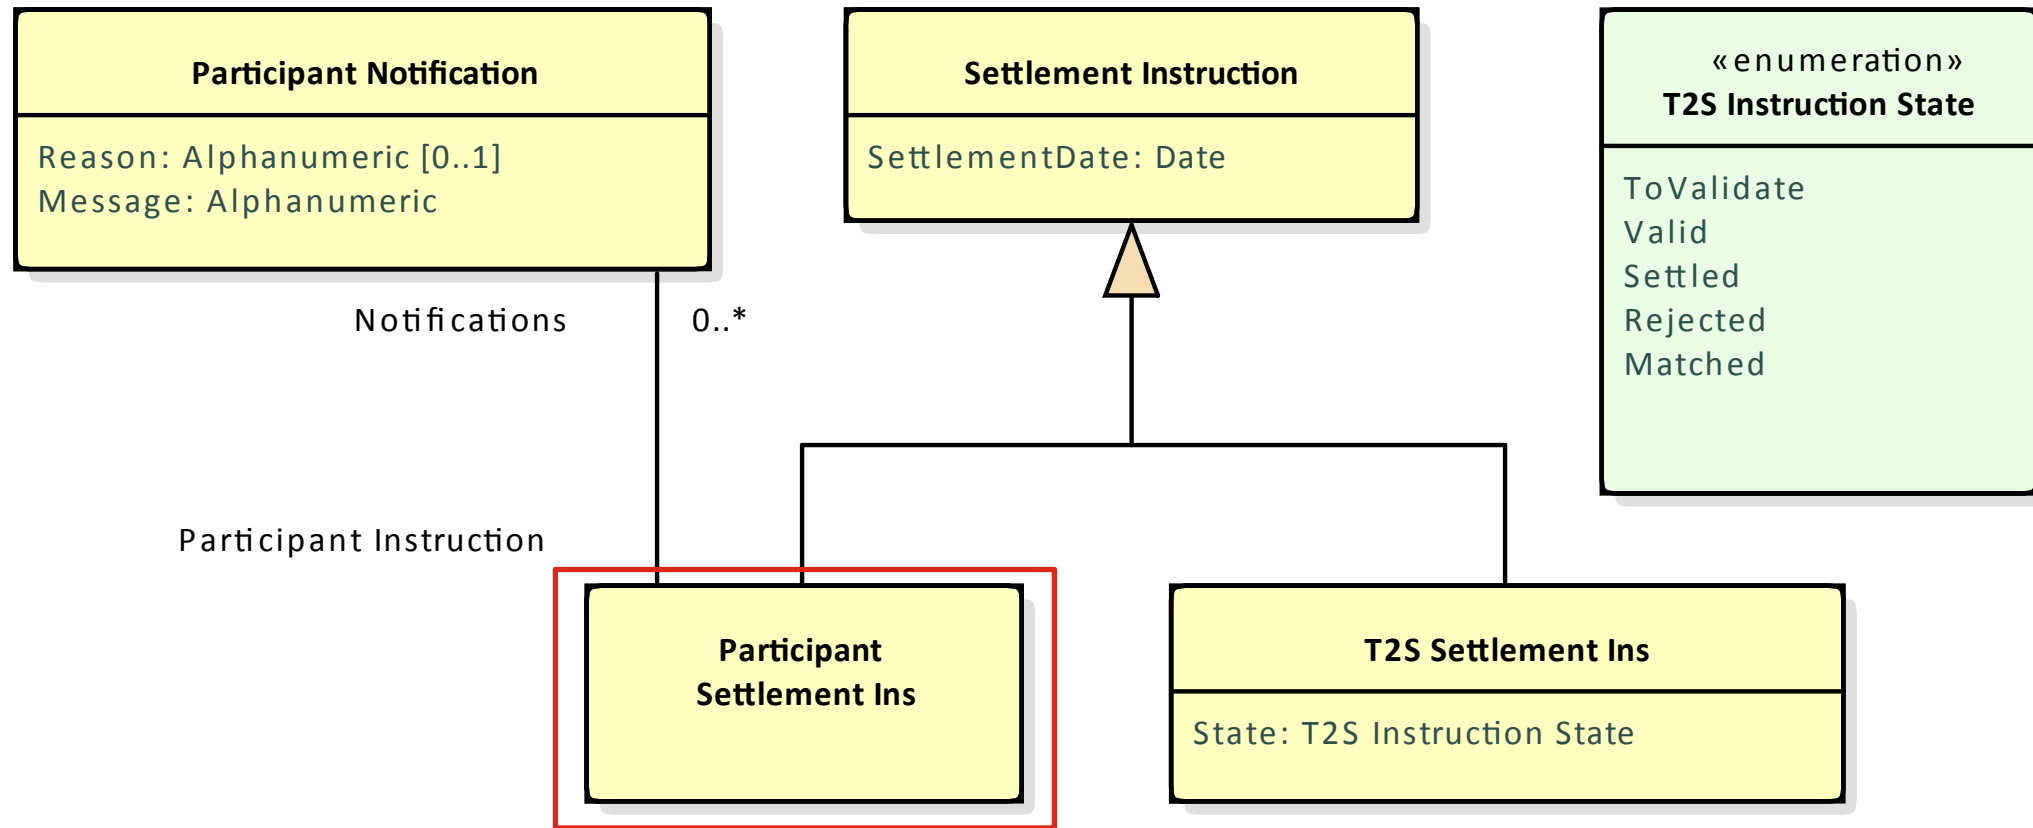 Participant Notification
Reason: Alphanumeric [0..1]
Message: Alphanumeric
Settlement Instruction
SettlementDate: Date
«enumeration»
T2S Instruction State
ToValidate
Valid
Settled
Rejected
Matched
Notifications
0..*
Participant Instruction
Participant
Settlement Ins
T2S Settlement Ins
State: T2S Instruction State